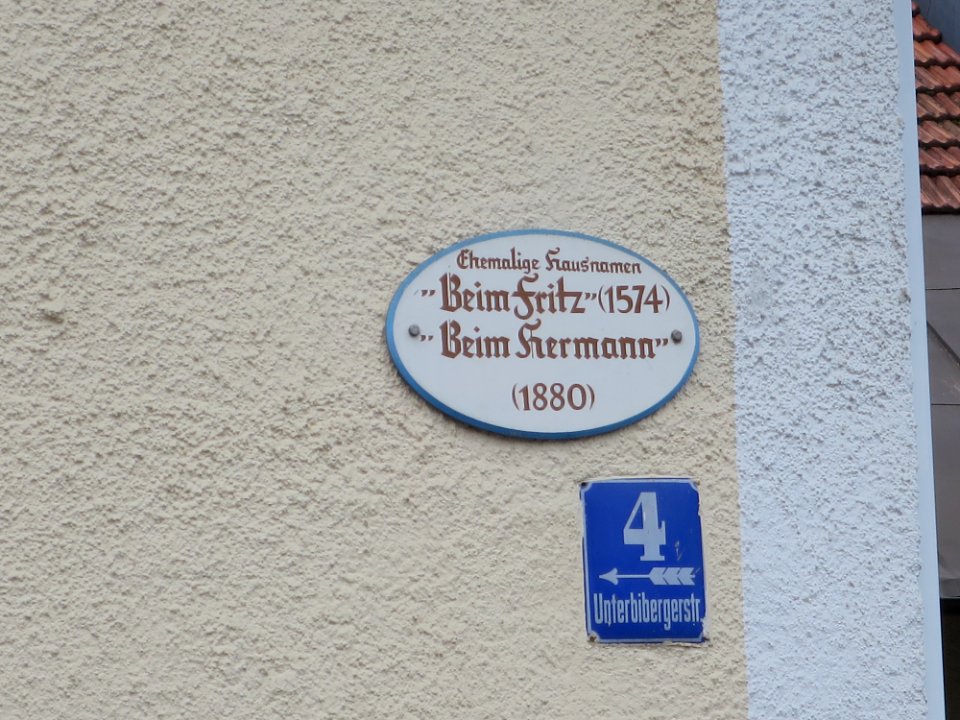 Ehemalige Hausnamen
"Beim Fritz" (1574)
"Beim Hermann"
(1880)
4
Unterbibergerstr.